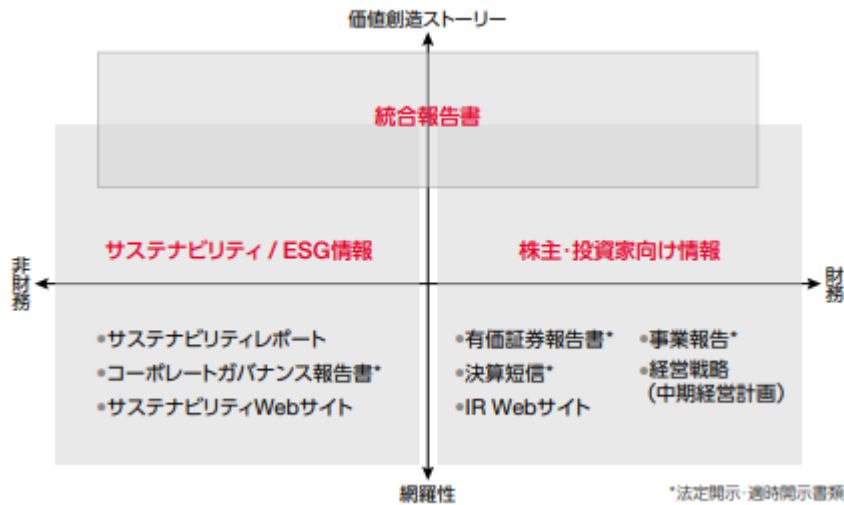 価値創造ストーリー
統合報告書
サステナビリティ / ESG情報
株主・投資家向け情報
非財務
財務
•サステナビリティレポート
•コーポレートガバナンス報告書*
•サステナビリティWebサイト
•有価証券報告書*
•決算短信*
•IR Webサイト
•事業報告*
•経営戦略
（中期経営計画）
網羅性
*法定開示・適時開示書類